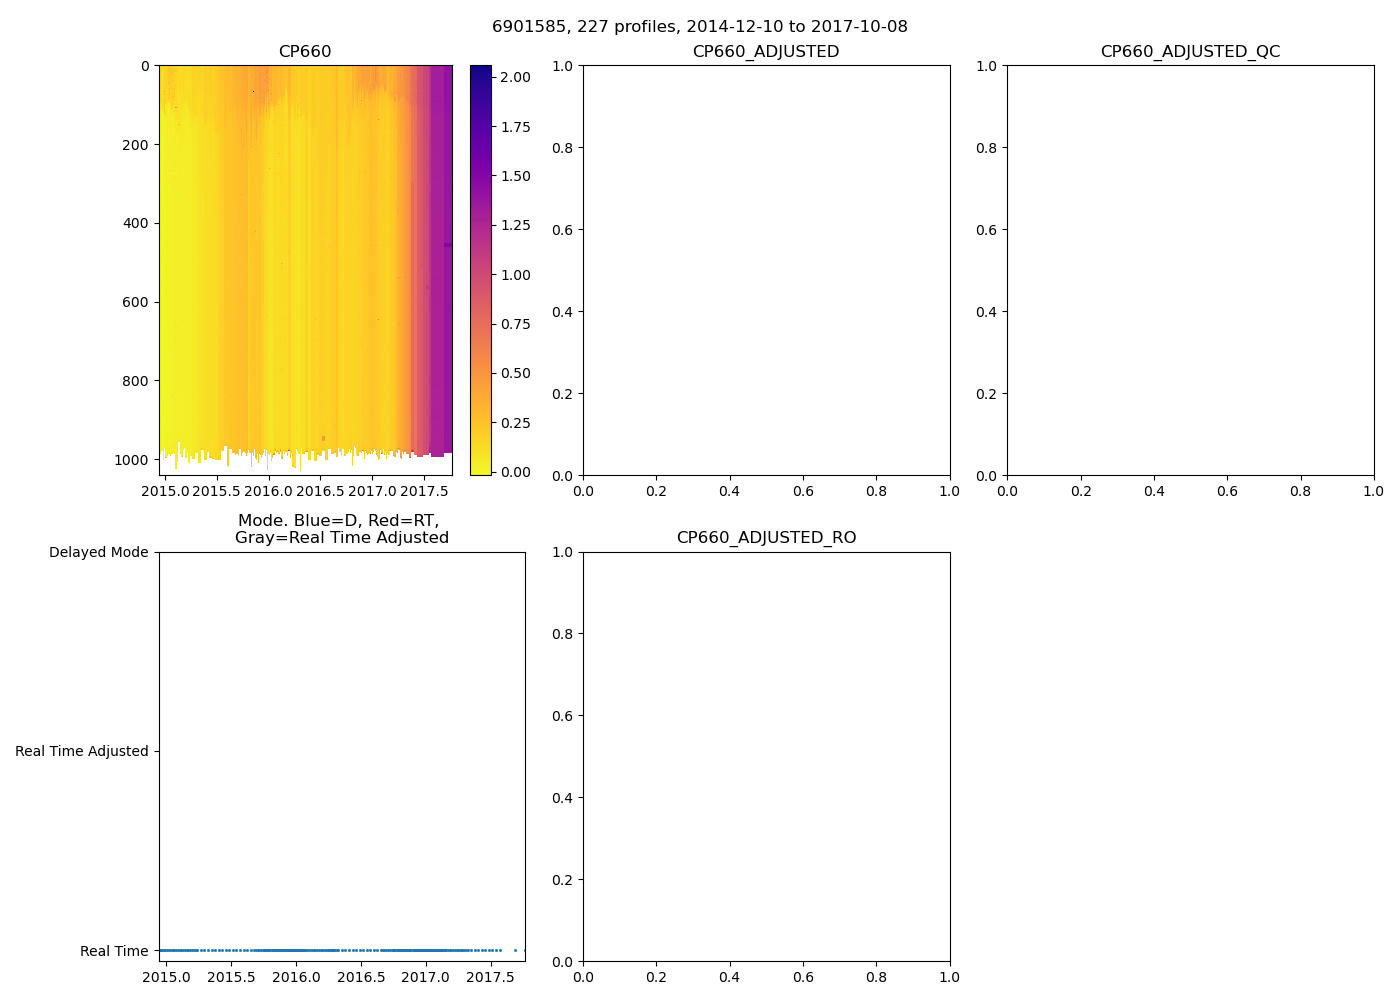 6901585, 227 profiles, 2014-12-10 to 2017-10-08
CP660
0
200
400
600
800
1000
2015.0 2015.5 2016.0 2016.5 2017.0 2017.5
2.00
1.75
1.50
1.25
1.00
0.75
0.50
0.25
0.00
CP660_ADJUSTED
1.0
0.8
0.6
0.4
0.2
0.0
0.0 0.2 0.4 0.6 0.8 1.0
CP660_ADJUSTED_QC
1.0
0.8
0.6
0.4
0.2
0.0
0.0 0.2 0.4 0.6 0.8 1.0
Mode. Blue=D, Red=RT,
Gray=Real Time Adjusted
Delayed Mode
Real Time Adjusted
Real Time
2015.0 2015.5 2016.0 2016.5 2017.0 2017.5
CP660_ADJUSTED_RO
1.0
0.8
0.6
0.4
0.2
0.0
0.0 0.2 0.4 0.6 0.8 1.0